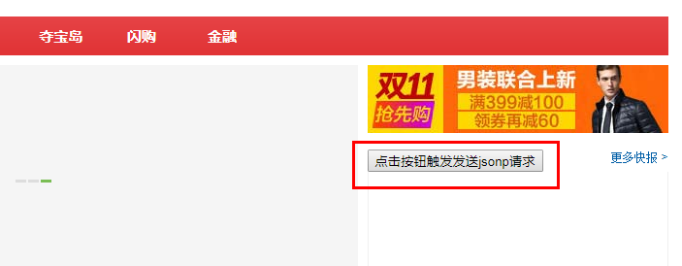 夺宝岛 闪购 金融
双11
抢先购
男装联合上新
满399减100
领券再减60
点击按钮触发发送jsonp请求
更多快报 >